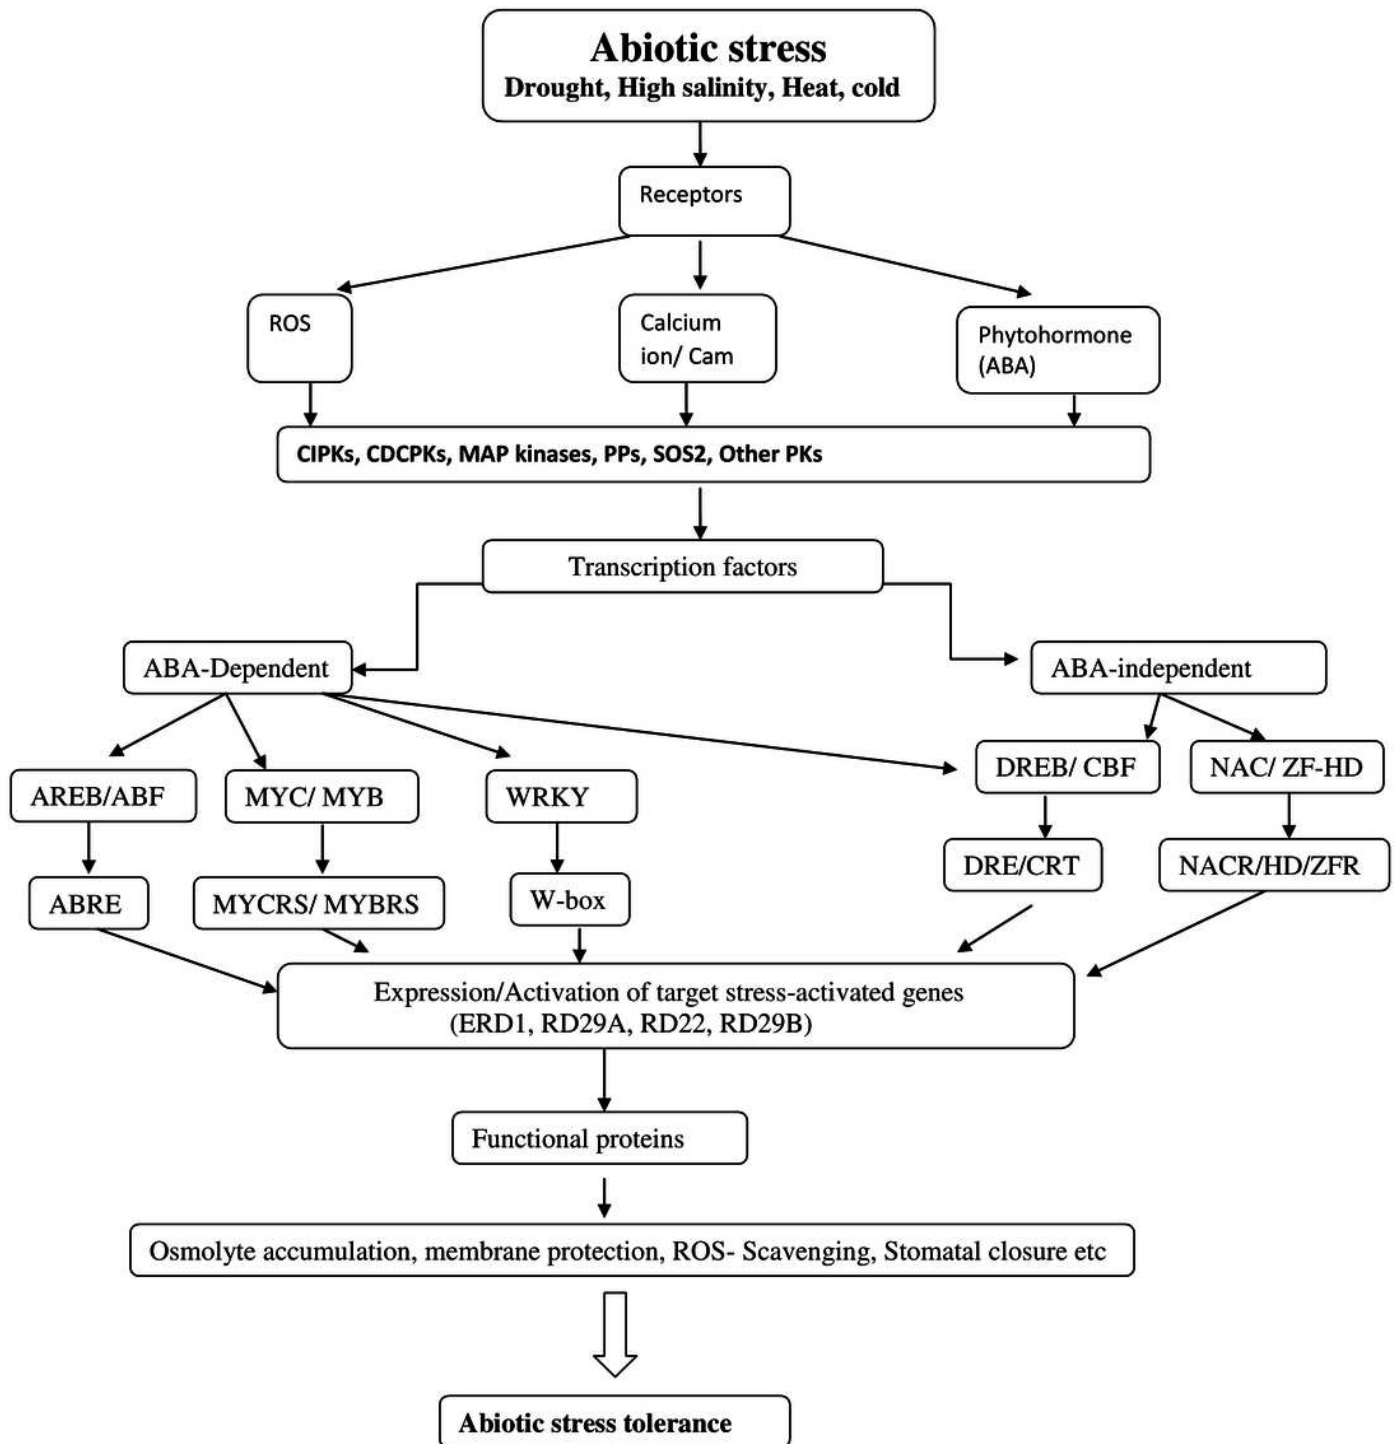 Abiotic stress
Drought, High salinity, Heat, cold
Receptors
ROS
Calcium
ion/ Cam
Phytohormone
(ABA)
CIPKs, CDCPKs, MAP kinases, PPs, SOS2, Other PKs
Transcription factors
ABA-Dependent
ABA-independent
AREB/ABF
MYC/ MYB
WRKY
DREB/ CBF
NAC/ ZF-HD
ABRE
MYCRS/ MYBRS
W-box
DRE/CRT
NACR/HD/ZFR
Expression/Activation of target stress-activated genes
(ERD1, RD29A, RD22, RD29B)
Functional proteins
Osmolyte accumulation, membrane protection, ROS- Scavenging, Stomatal closure etc
Abiotic stress tolerance